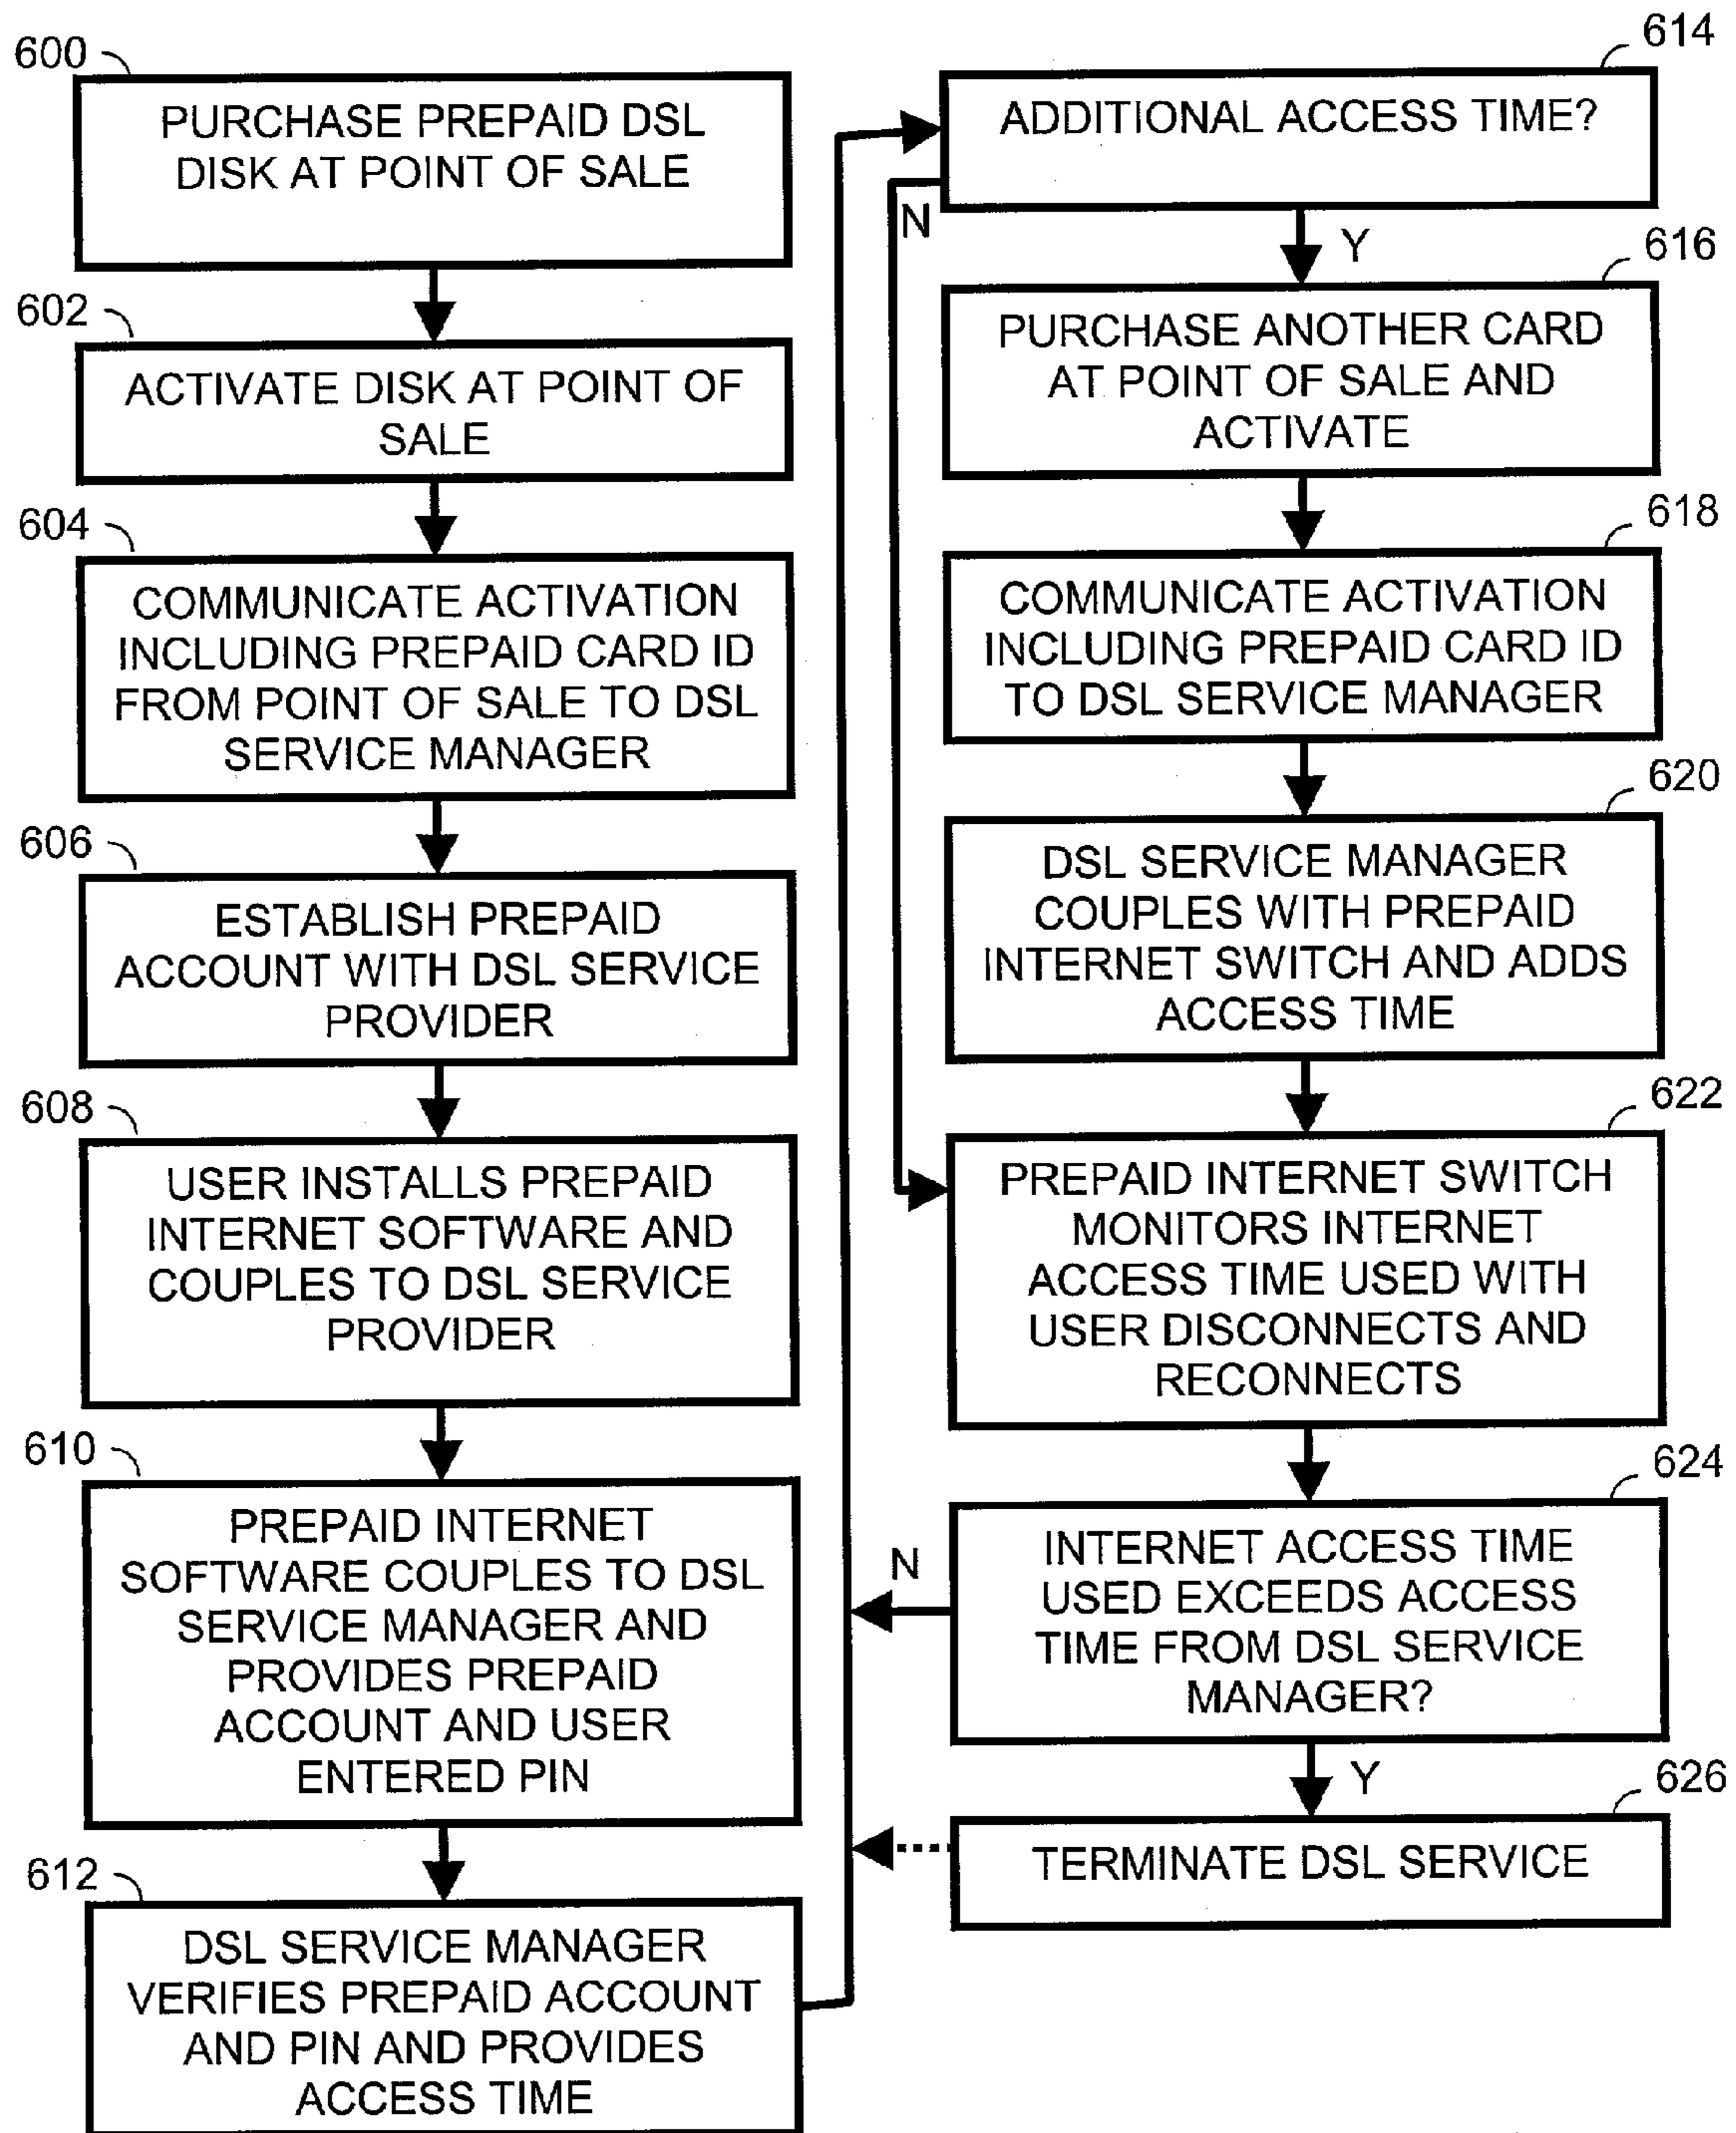 600
PURCHASE PREPAID DSL
DISK AT POINT OF SALE
602
ACTIVATE DISK AT POINT OF
SALE
604
COMMUNICATE ACTIVATION
INCLUDING PREPAID CARD ID
FROM POINT OF SALE TO DSL
SERVICE MANAGER
606
ESTABLISH PREPAID
ACCOUNT WITH DSL SERVICE
PROVIDER
608
USER INSTALLS PREPAID
INTERNET SOFTWARE AND
COUPLES TO DSL SERVICE
PROVIDER
610
PREPAID INTERNET
SOFTWARE COUPLES TO DSL
SERVICE MANAGER AND
PROVIDES PREPAID
ACCOUNT AND USER
ENTERED PIN
612
DSL SERVICE MANAGER
VERIFIES PREPAID ACCOUNT
AND PIN AND PROVIDES
ACCESS TIME
614
ADDITIONAL ACCESS TIME?
N
Y
616
PURCHASE ANOTHER CARD
AT POINT OF SALE AND
ACTIVATE
618
COMMUNICATE ACTIVATION
INCLUDING PREPAID CARD ID
TO DSL SERVICE MANAGER
620
DSL SERVICE MANAGER
COUPLES WITH PREPAID
INTERNET SWITCH AND ADDS
ACCESS TIME
622
PREPAID INTERNET SWITCH
MONITORS INTERNET
ACCESS TIME USED WITH
USER DISCONNECTS AND
RECONNECTS
624
INTERNET ACCESS TIME
USED EXCEEDS ACCESS
TIME FROM DSL SERVICE
MANAGER?
N
Y
626
TERMINATE DSL SERVICE